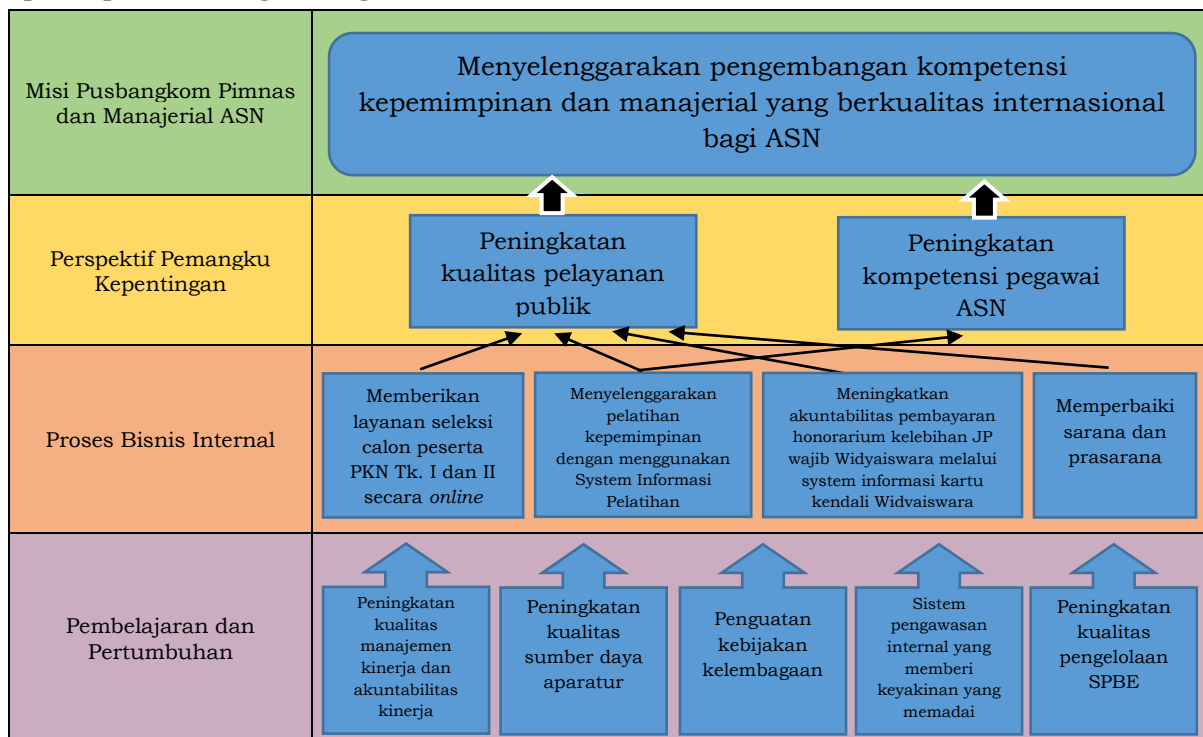 Misi Pusbangkom Pimnas
dan Manajerial ASN
Menyelenggarakan pengembangan kompetensi
kepemimpinan dan manajerial yang berkualitas internasional
bagi ASN
Perspektif Pemangku
Kepentingan
Peningkatan
kualitas pelayanan
publik
Peningkatan
kompetensi pegawai
ASN
Proses Bisnis Internal
Memberikan
layanan seleksi
calon peserta
PKN Tk. I dan II
secara online
Menyelenggarakan
pelatihan
kepemimpinan
dengan menggunakan
System Informasi
Pelatihan
Meningkatkan
akuntabilitas pembayaran
honorarium kelebihan JP
wajib Widyaiswara melalui
system informasi kartu
kendali Widyaiswara
Memperbaiki
sarana dan
prasarana
Pembelajaran dan
Pertumbuhan
Peningkatan
kualitas
manajemen
kinerja dan
akuntabilitas
kinerja
Peningkatan
kualitas
sumber daya
aparatur
Penguatan
kebijakan
kelembagaan
Sistem
pengawasan
internal yang
memberi
keyakinan yang
memadai
Peningkatan
kualitas
pengelolaan
SPBE